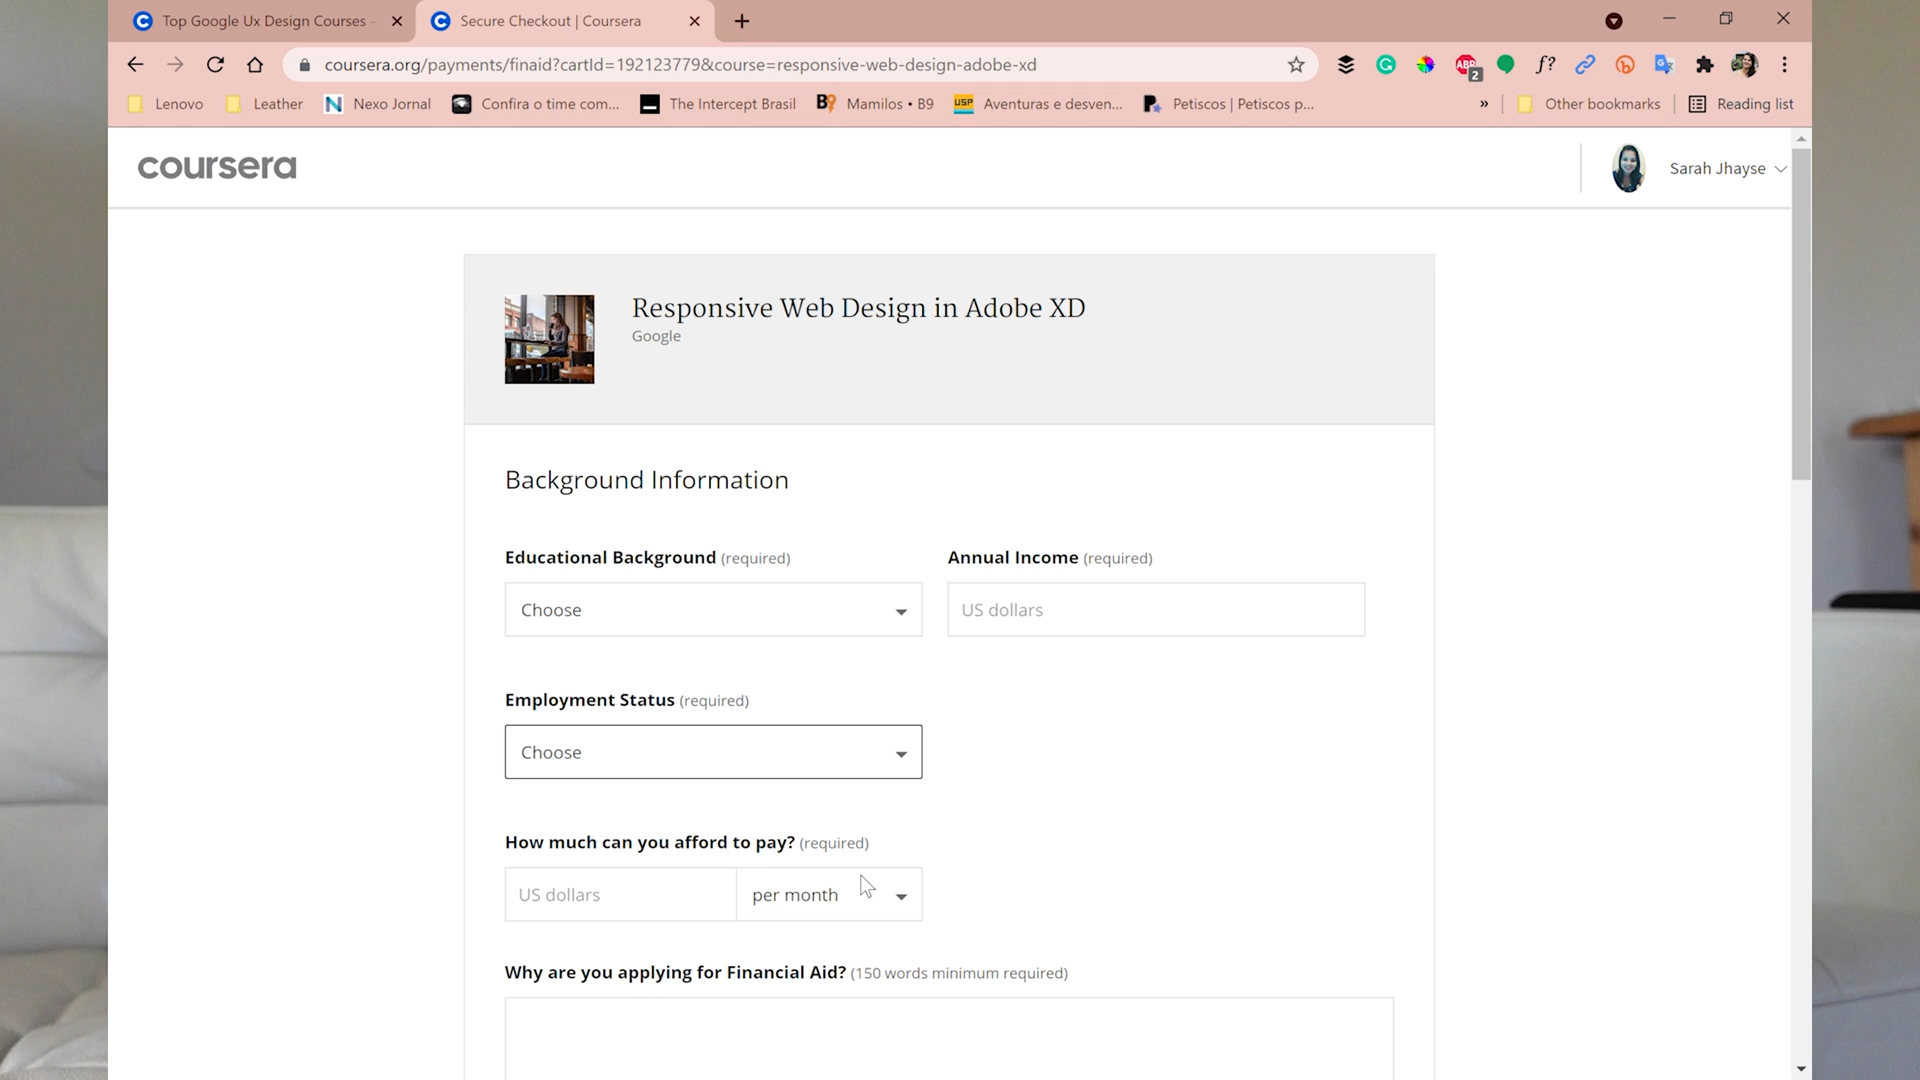 Top Google Ux Design Courses -
Secure Checkout | Coursera
coursera.org/payments/finaid?cartId=192123779&course=responsive-web-design-adobe-xd
ABP
2
f?
Lenovo
Leather
N
Nexo Jornal
Confira o time com...
The Intercept Brasil
B9
Mamilos • B9
USP
Aventuras e desven...
Petiscos | Petiscos p...
»
Other bookmarks
Reading list
coursera
Sarah Jhayse
Responsive Web Design in Adobe XD
Google
Background Information
Educational Background (required)
Annual Income (required)
Choose
US dollars
Employment Status (required)
Choose
How much can you afford to pay? (required)
US dollars
per month
Why are you applying for Financial Aid? (150 words minimum required)